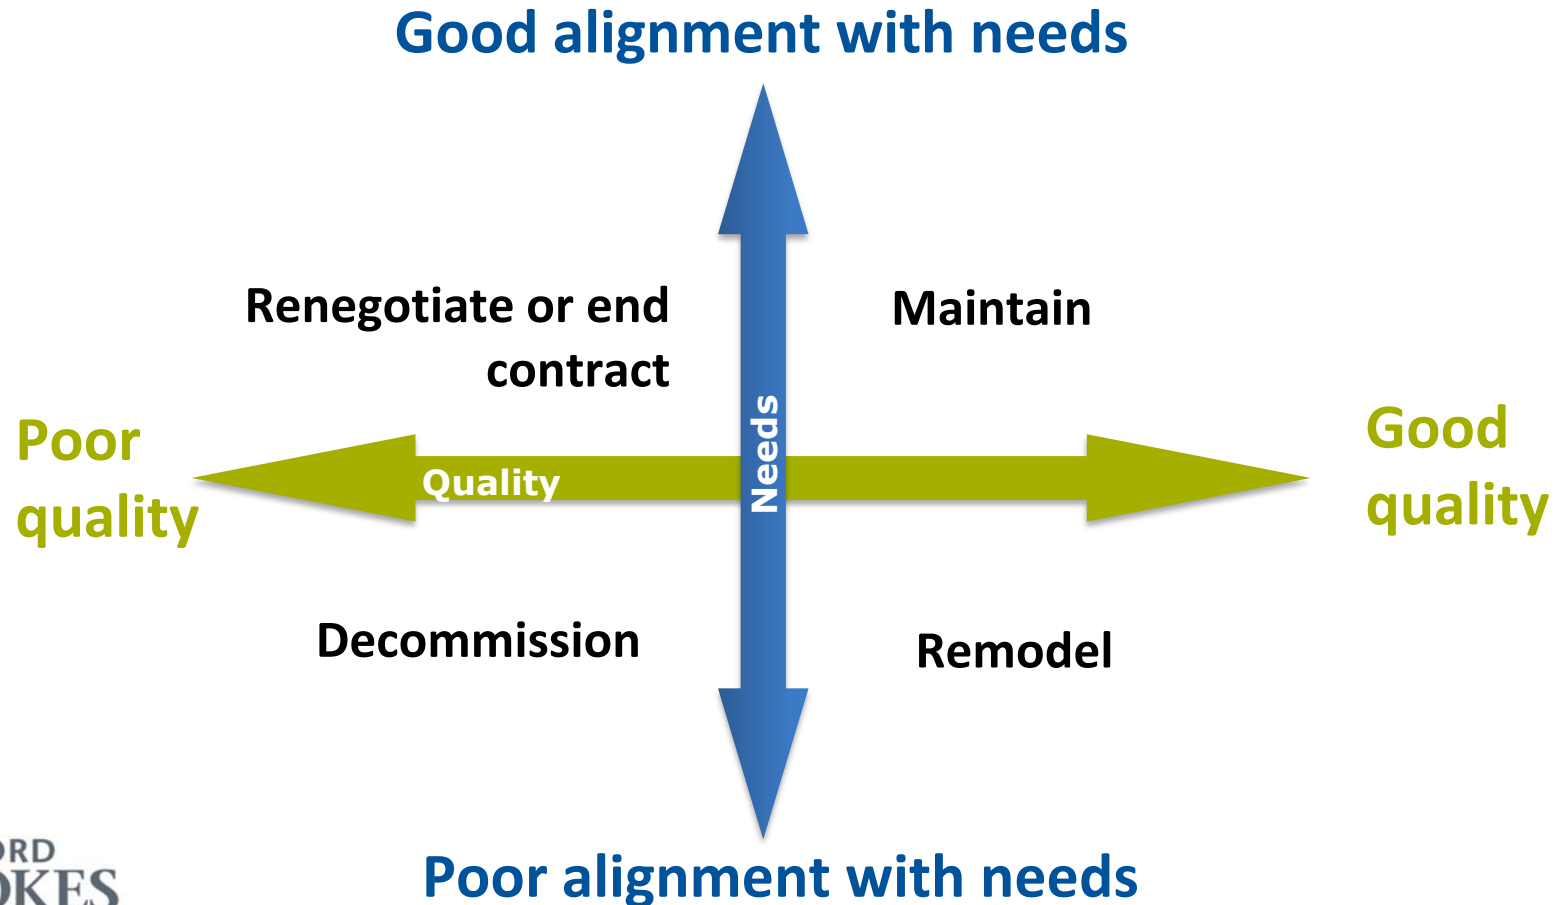 Good alignment with needs
Renegotiate or end
contract
Maintain
Poor
quality
Quality
Needs
Good
quality
Decommission
Remodel
Poor alignment with needs